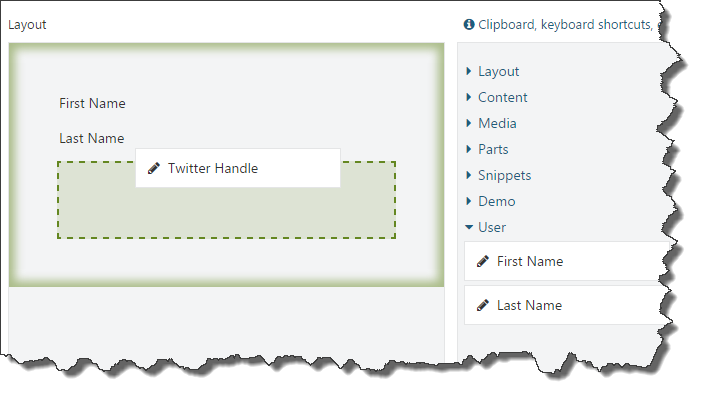 Layout
First Name
Last Name
Twitter Handle
Clipboard, keyboard shortcuts,
Layout
Content
Media
Parts
Snippets
Demo
User
First Name
Last Name